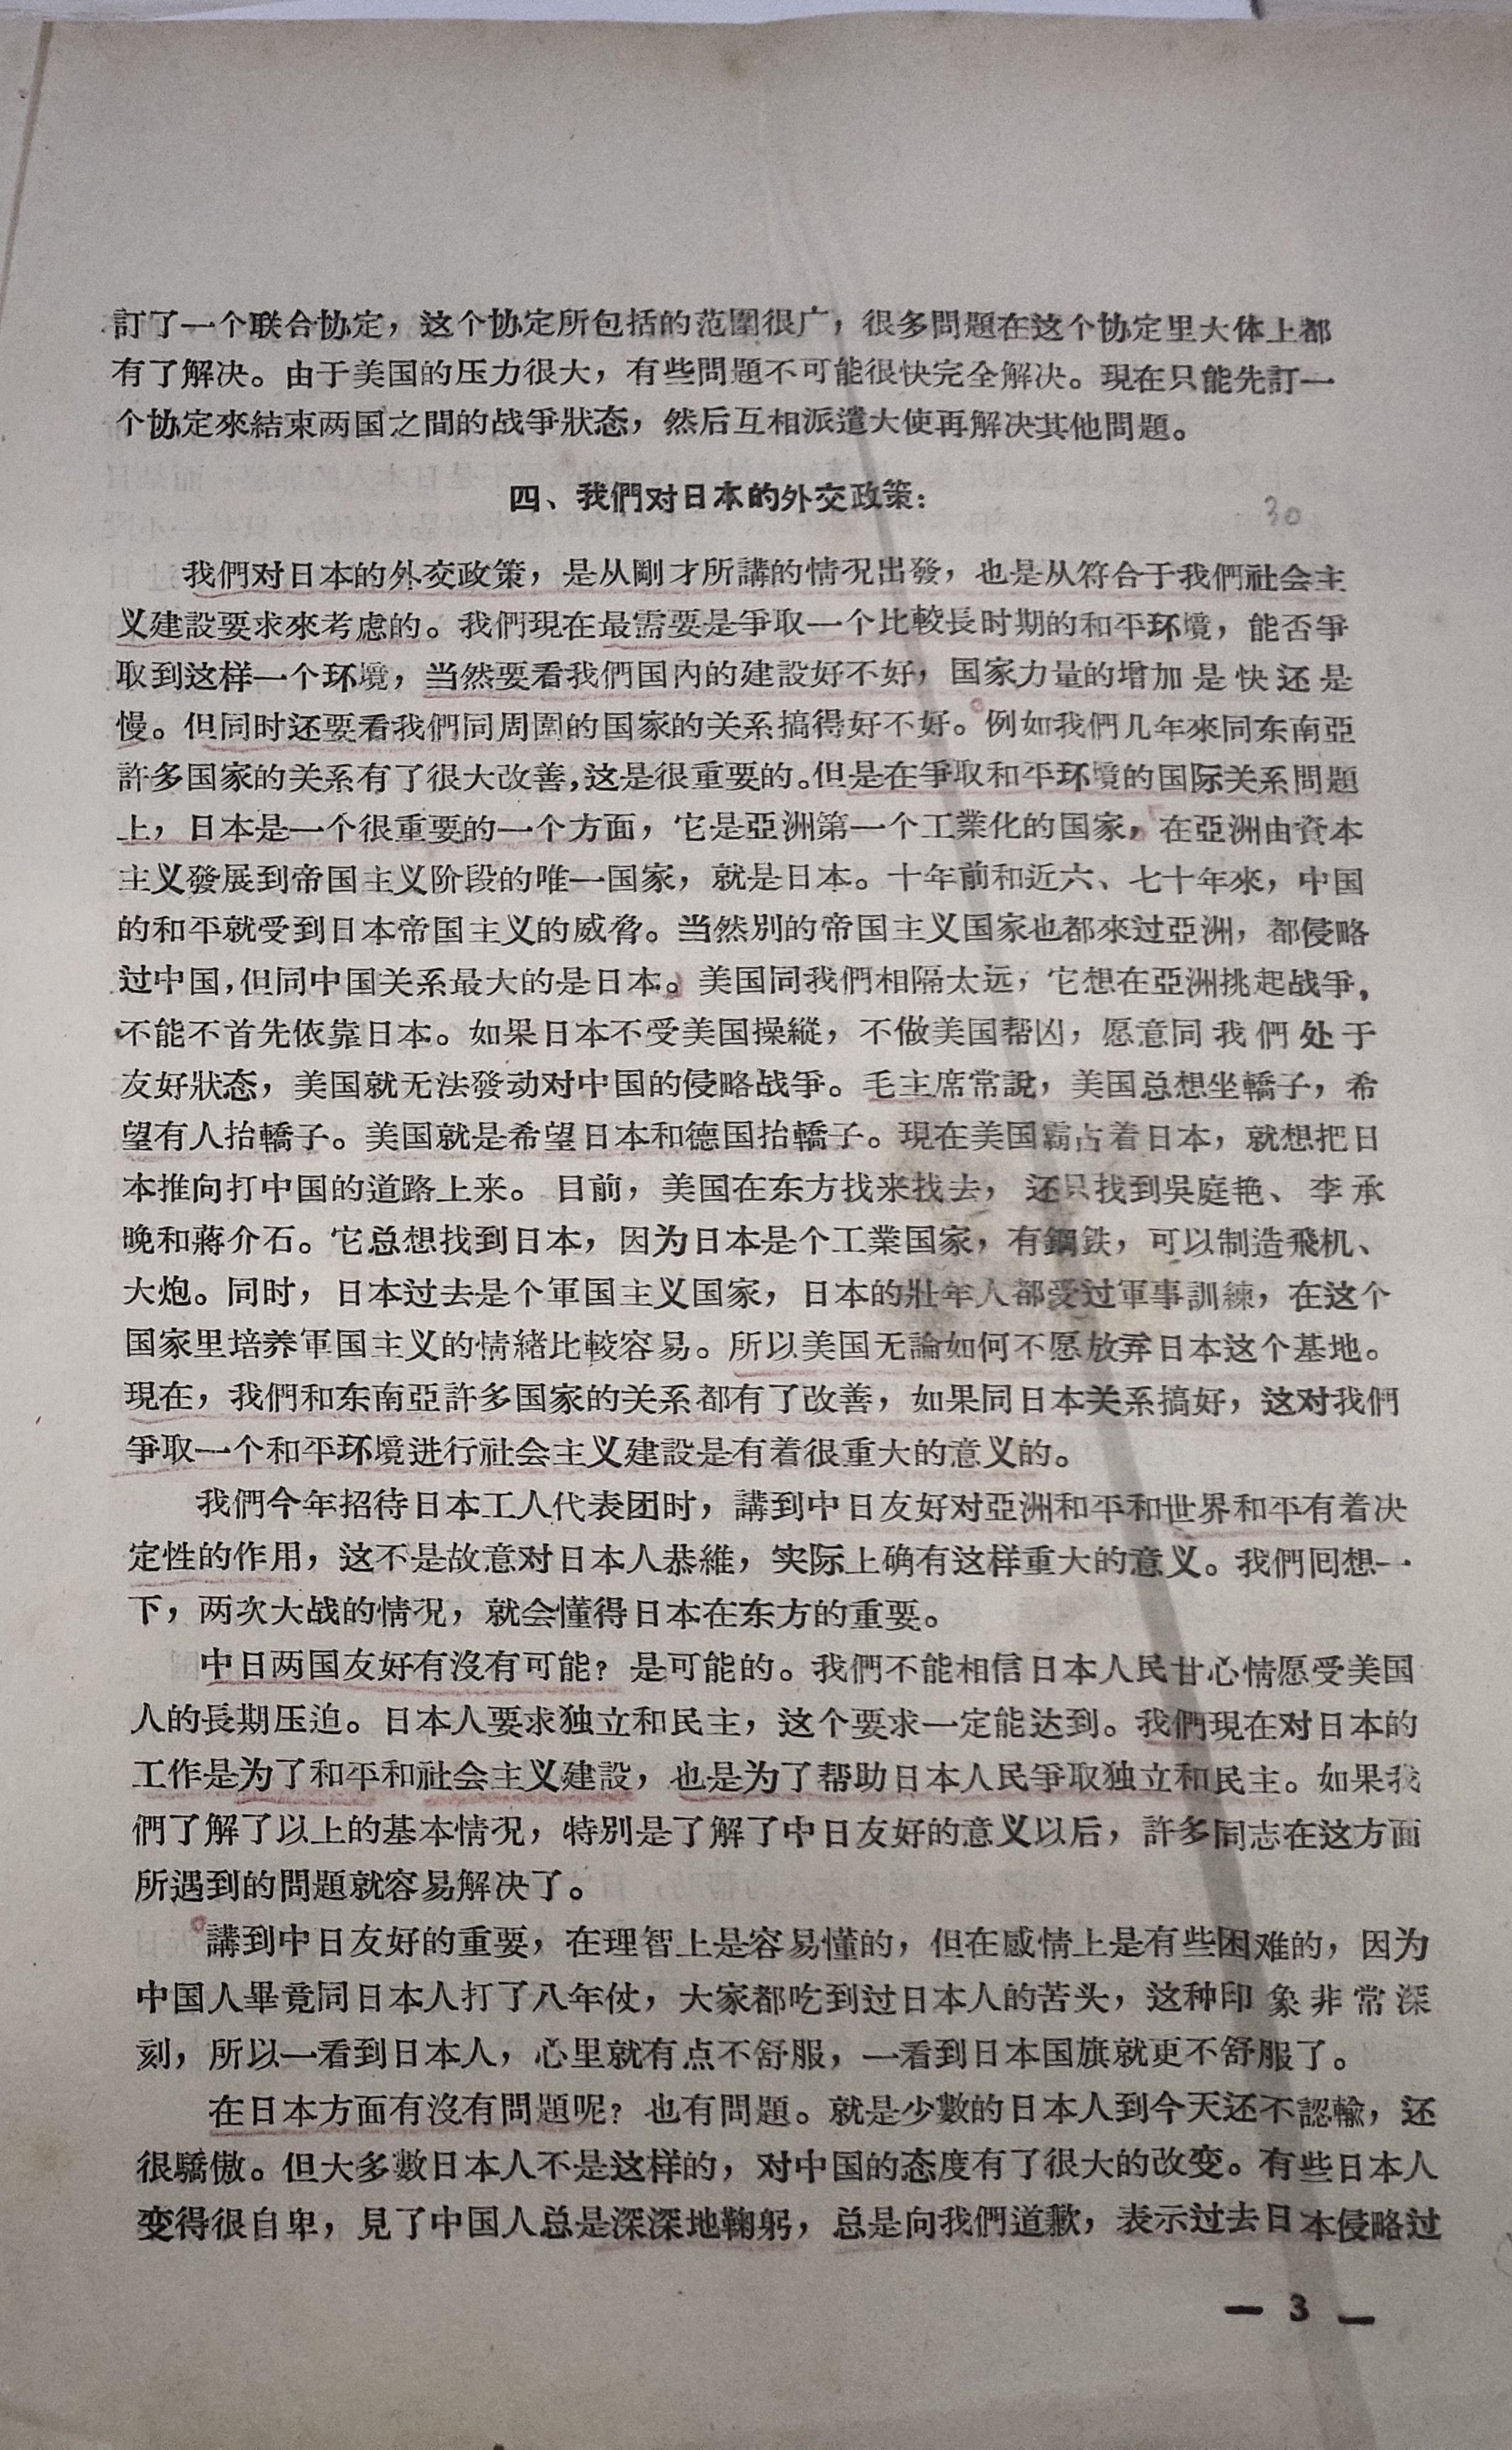 訂了一个联合协定，这个协定所包括的范圍很广，很多問題在这个协定里大体上都
有了解决。由于美国的压力很大，有些問題不可能很快完全解决。現在只能先訂一
个协定來結束两国之間的战爭狀态，然后互相派遣大使再解决其他問題。
四、我們对日本的外交政策：
30
我們对日本的外交政策，是从剛才所講的情况出發，也是从符合于我們社会主
义建設要求來考虑的。我們現在最需要是爭取一个比較長时期的和平环境，能否爭
取到这样一个环境，当然要看我們国内的建設好不好，国家力量的增加是快还是
慢。但同时还要看我們同周圍的国家的关系搞得好不好。例如我們几年來同东南亞
許多国家的关系有了很大改善，这是很重要的。但是在爭取和平环境的国际关系問題
上，日本是一个很重要的一个方面，它是亞洲第一个工業化的国家，在亞洲由資本
主义發展到帝国主义阶段的唯一国家，就是日本。十年前和近六、七十年來，中国
的和平就受到日本帝国主义的威脅。当然別的帝国主义国家也都來过亞洲，都侵略
过中国，但同中国关系最大的是日本。美国同我們相隔太远，它想在亞洲挑起战爭，
不能不首先依靠日本。如果日本不受美国操縱，不做美国帮凶，愿意同我們处于
友好狀态，美国就无法發动对中国的侵略战爭。毛主席常說，美国总想坐轎子，希
望有人抬轎子。美国就是希望日本和德国抬轎子。現在美国霸占着日本，就想把日
本推向打中国的道路上来。目前，美国在东方找来找去，还只找到吳庭艳、李承
晚和蔣介石。它总想找到日本，因为日本是个工業国家，有鋼鉄，可以制造飛机、
大炮。同时，日本过去是个軍国主义国家，日本的壯年人都受过軍事訓練，在这个
国家里培养軍国主义的情緒比較容易。所以美国无論如何不愿放弃日本这个基地。
現在，我們和东南亞許多国家的关系都有了改善，如果同日本关系搞好，这对我們
爭取一个和平环境进行社会主义建設是有着很重大的意义的。
我們今年招待日本工人代表团时，講到中日友好对亞洲和平和世界和平有着决
定性的作用，这不是故意对日本人恭維，实际上确有这样重大的意义。我們囘想一
下，两次大战的情况，就会懂得日本在东方的重要。
中日两国友好有沒有可能？是可能的。我們不能相信日本人民甘心情愿受美国
人的長期压迫。日本人要求独立和民主，这个要求一定能达到。我們現在对日本的
工作是为了和平和社会主义建設，也是为了帮助日本人民爭取独立和民主。如果我
們了解了以上的基本情况，特別是了解了中日友好的意义以后，許多同志在这方面
所遇到的問題就容易解决了。
講到中日友好的重要，在理智上是容易懂的，但在感情上是有些困难的，因为
中国人畢竟同日本人打了八年仗，大家都吃到过日本人的苦头，这种印象非常深
刻，所以一看到日本人，心里就有点不舒服，一看到日本国旗就更不舒服了。
在日本方面有沒有問題呢？也有問題。就是少數的日本人到今天还不認輸，还
很驕傲。但大多數日本人不是这样的，对中国的态度有了很大的改变。有些日本人
变得很自卑，見了中国人总是深深地鞠躬，总是向我們道歉，表示过去日本侵略过
— 3 —